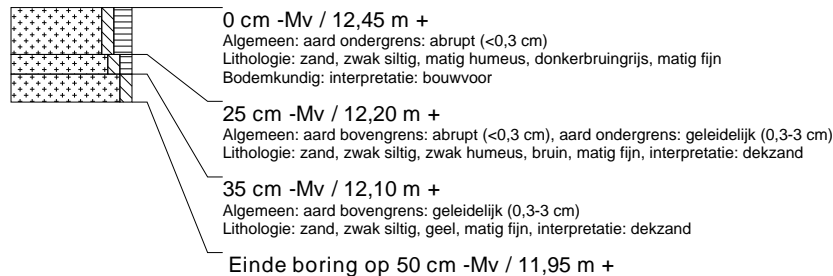 0 cm -Mv / 12,45 m +
Algemeen: aard ondergrens: abrupt (<0,3 cm)
Lithologie: zand, zwak siltig, matig humeus, donkerbruingrijs, matig fijn
Bodemkundig: interpretatie: bouwvoor
25 cm -Mv / 12,20 m +
Algemeen: aard bovengrens: abrupt (<0,3 cm), aard ondergrens: geleidelijk (0,3-3 cm)
Lithologie: zand, zwak siltig, zwak humeus, bruin, matig fijn, interpretatie: dekzand
35 cm -Mv / 12,10 m +
Algemeen: aard bovengrens: geleidelijk (0,3-3 cm)
Lithologie: zand, zwak siltig, geel, matig fijn, interpretatie: dekzand
Einde boring op 50 cm -Mv / 11,95 m +